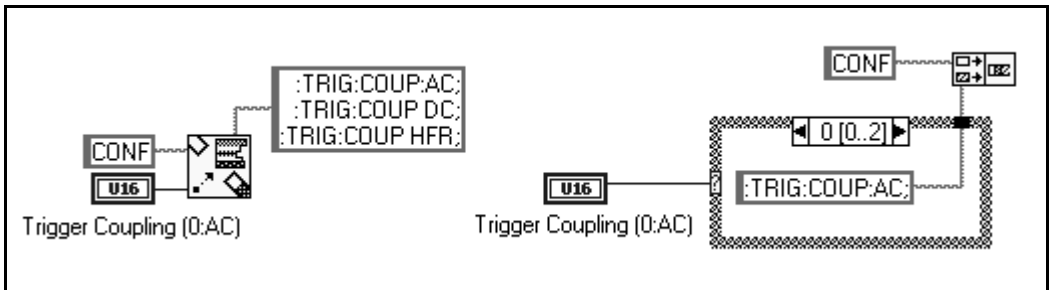 :TRIG:COUP:AC;
:TRIG:COUP DC;
:TRIG:COUP HFR;
CONF
U16
Trigger Coupling (0:AC)
CONF
0 [0..2]
U16
?
:TRIG:COUP:AC;
Trigger Coupling (0:AC)